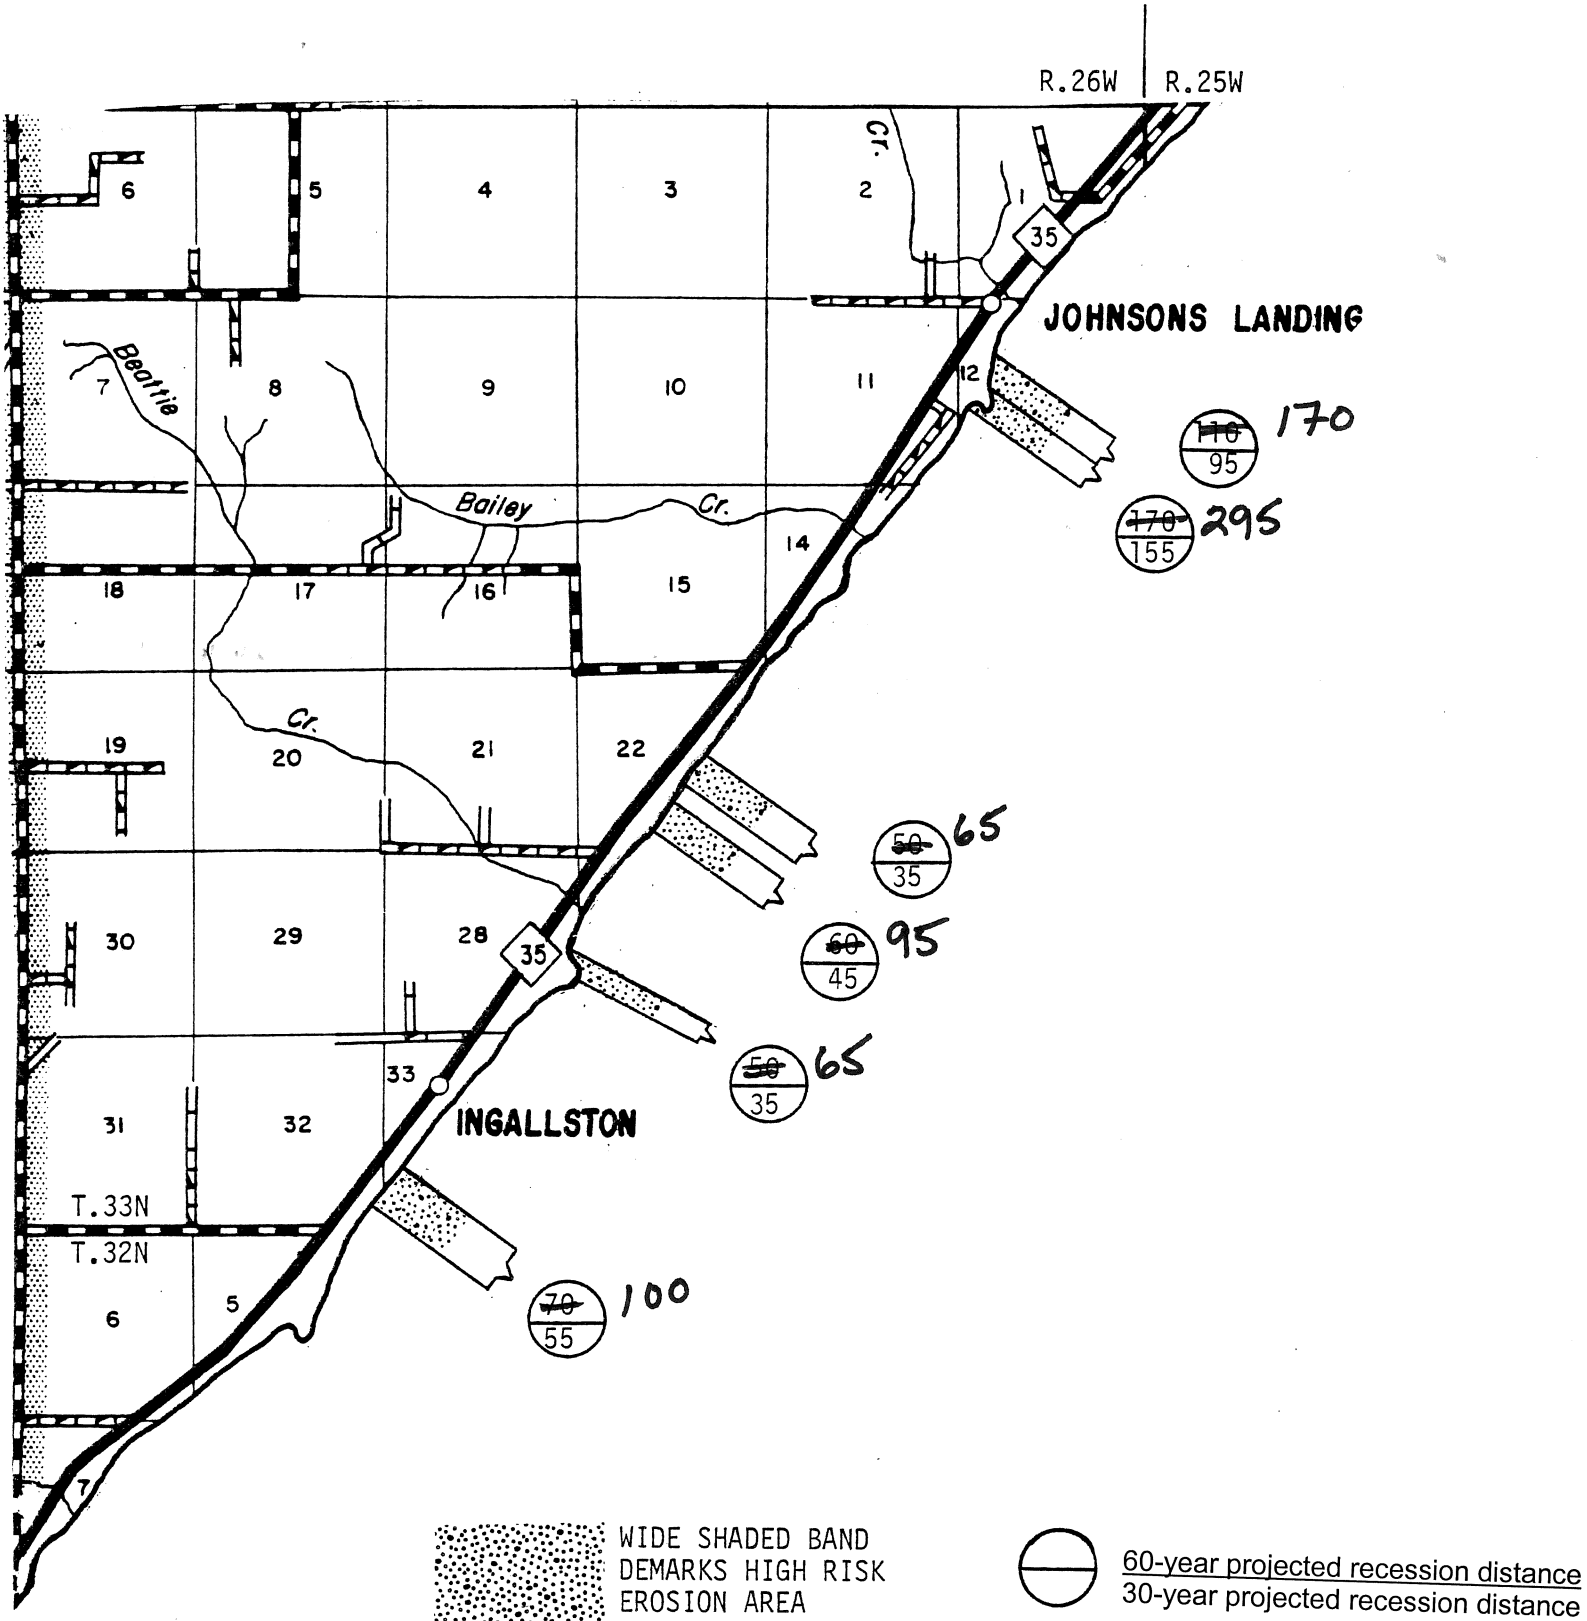 R.26W R.25W
6 5 4 3 2 1
Cr.
35
JOHNSONS LANDING
7 8 9 10 11 12
Beattie
110 170
95
170 295
155
Bailey Cr.
14
18 17 16 15
Cr.
19 20 21 22
50 65
35
30 29 28
35
60 95
45
50 65
35
33
31 32
INGALLSTON
T.33N
T.32N
6 5
70 100
55
7
WIDE SHADED BAND
DEMARKS HIGH RISK
EROSION AREA
60-year projected recession distance
30-year projected recession distance